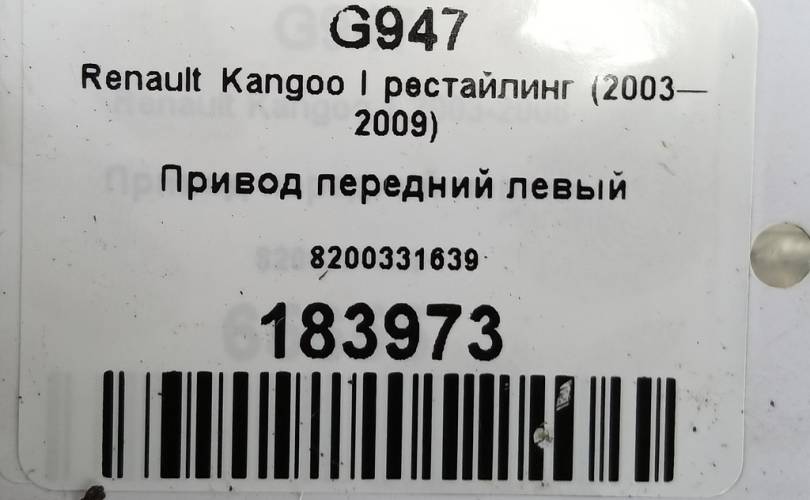 G947
Renault Kangoo I рестайлинг (2003—
2009)
Привод передний левый
8200331639
183973